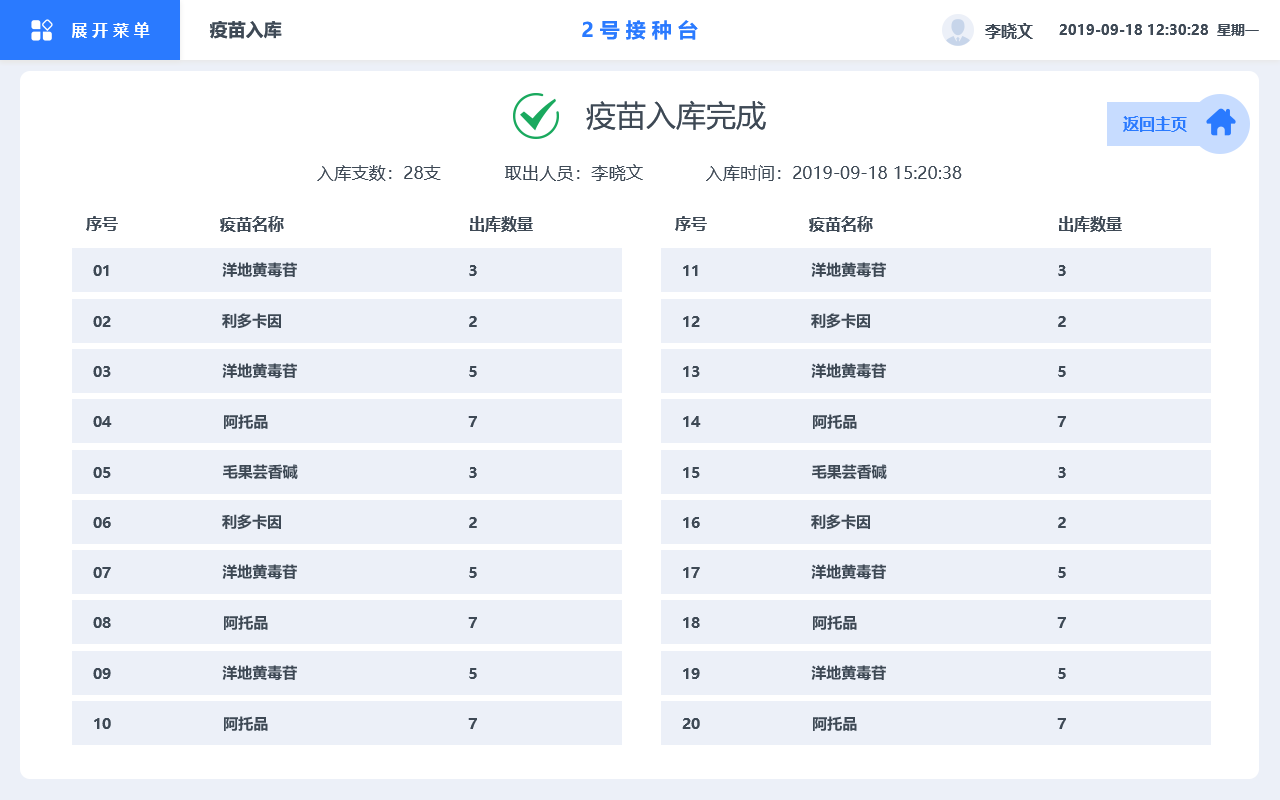 展开菜单 疫苗入库 2号接种台 李晓文 2019-09-18 12:30:28 星期一
疫苗入库完成
返回主页
入库支数：28支 取出人员：李晓文 入库时间：2019-09-18 15:20:38
序号 疫苗名称 出库数量 序号 疫苗名称 出库数量
01 洋地黄毒苷 3 11 洋地黄毒苷 3
02 利多卡因 2 12 利多卡因 2
03 洋地黄毒苷 5 13 洋地黄毒苷 5
04 阿托品 7 14 阿托品 7
05 毛果芸香碱 3 15 毛果芸香碱 3
06 利多卡因 2 16 利多卡因 2
07 洋地黄毒苷 5 17 洋地黄毒苷 5
08 阿托品 7 18 阿托品 7
09 洋地黄毒苷 5 19 洋地黄毒苷 5
10 阿托品 7 20 阿托品 7